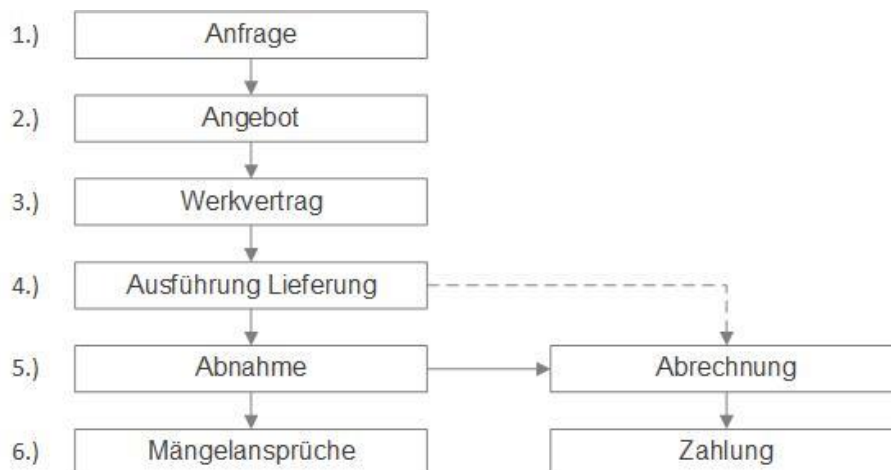 1.) Anfrage
2.) Angebot
3.) Werkvertrag
4.) Ausführung Lieferung
5.) Abnahme Abrechnung
6.) Mängelansprüche Zahlung